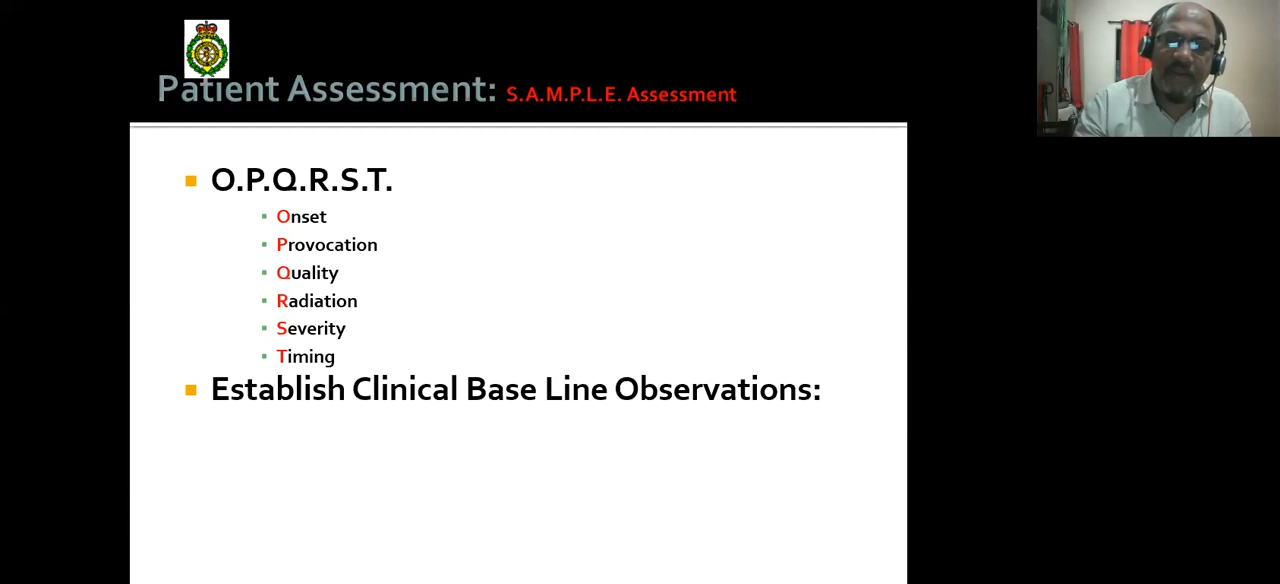 Patient Assessment: S.A.M.P.L.E. Assessment
O.P.Q.R.S.T.
Onset
Provocation
Quality
Radiation
Severity
Timing
Establish Clinical Base Line Observations: